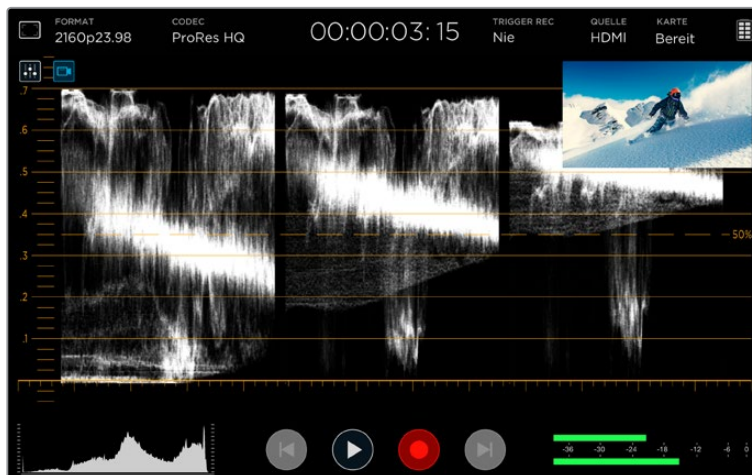 FORMAT
2160p23.98
CODEC
ProRes HQ
00:00:03:15
TRIGGER REC
Nie
QUELLE
HDMI
KARTE
Bereit
.7
.6
.5
.4
50%
.3
.2
.1
-36 -30 -24 -18 -12 -6 0